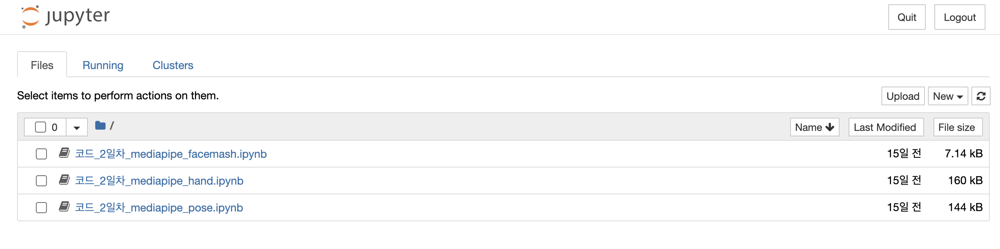 jupyter Quit Logout
Files Running Clusters
Select items to perform actions on them. Upload New
0 / Name Last Modified File size
코드_2일차_mediapipe_facemash.ipynb 15일 전 7.14 kB
코드_2일차_mediapipe_hand.ipynb 15일 전 160 kB
코드_2일차_mediapipe_pose.ipynb 15일 전 144 kB